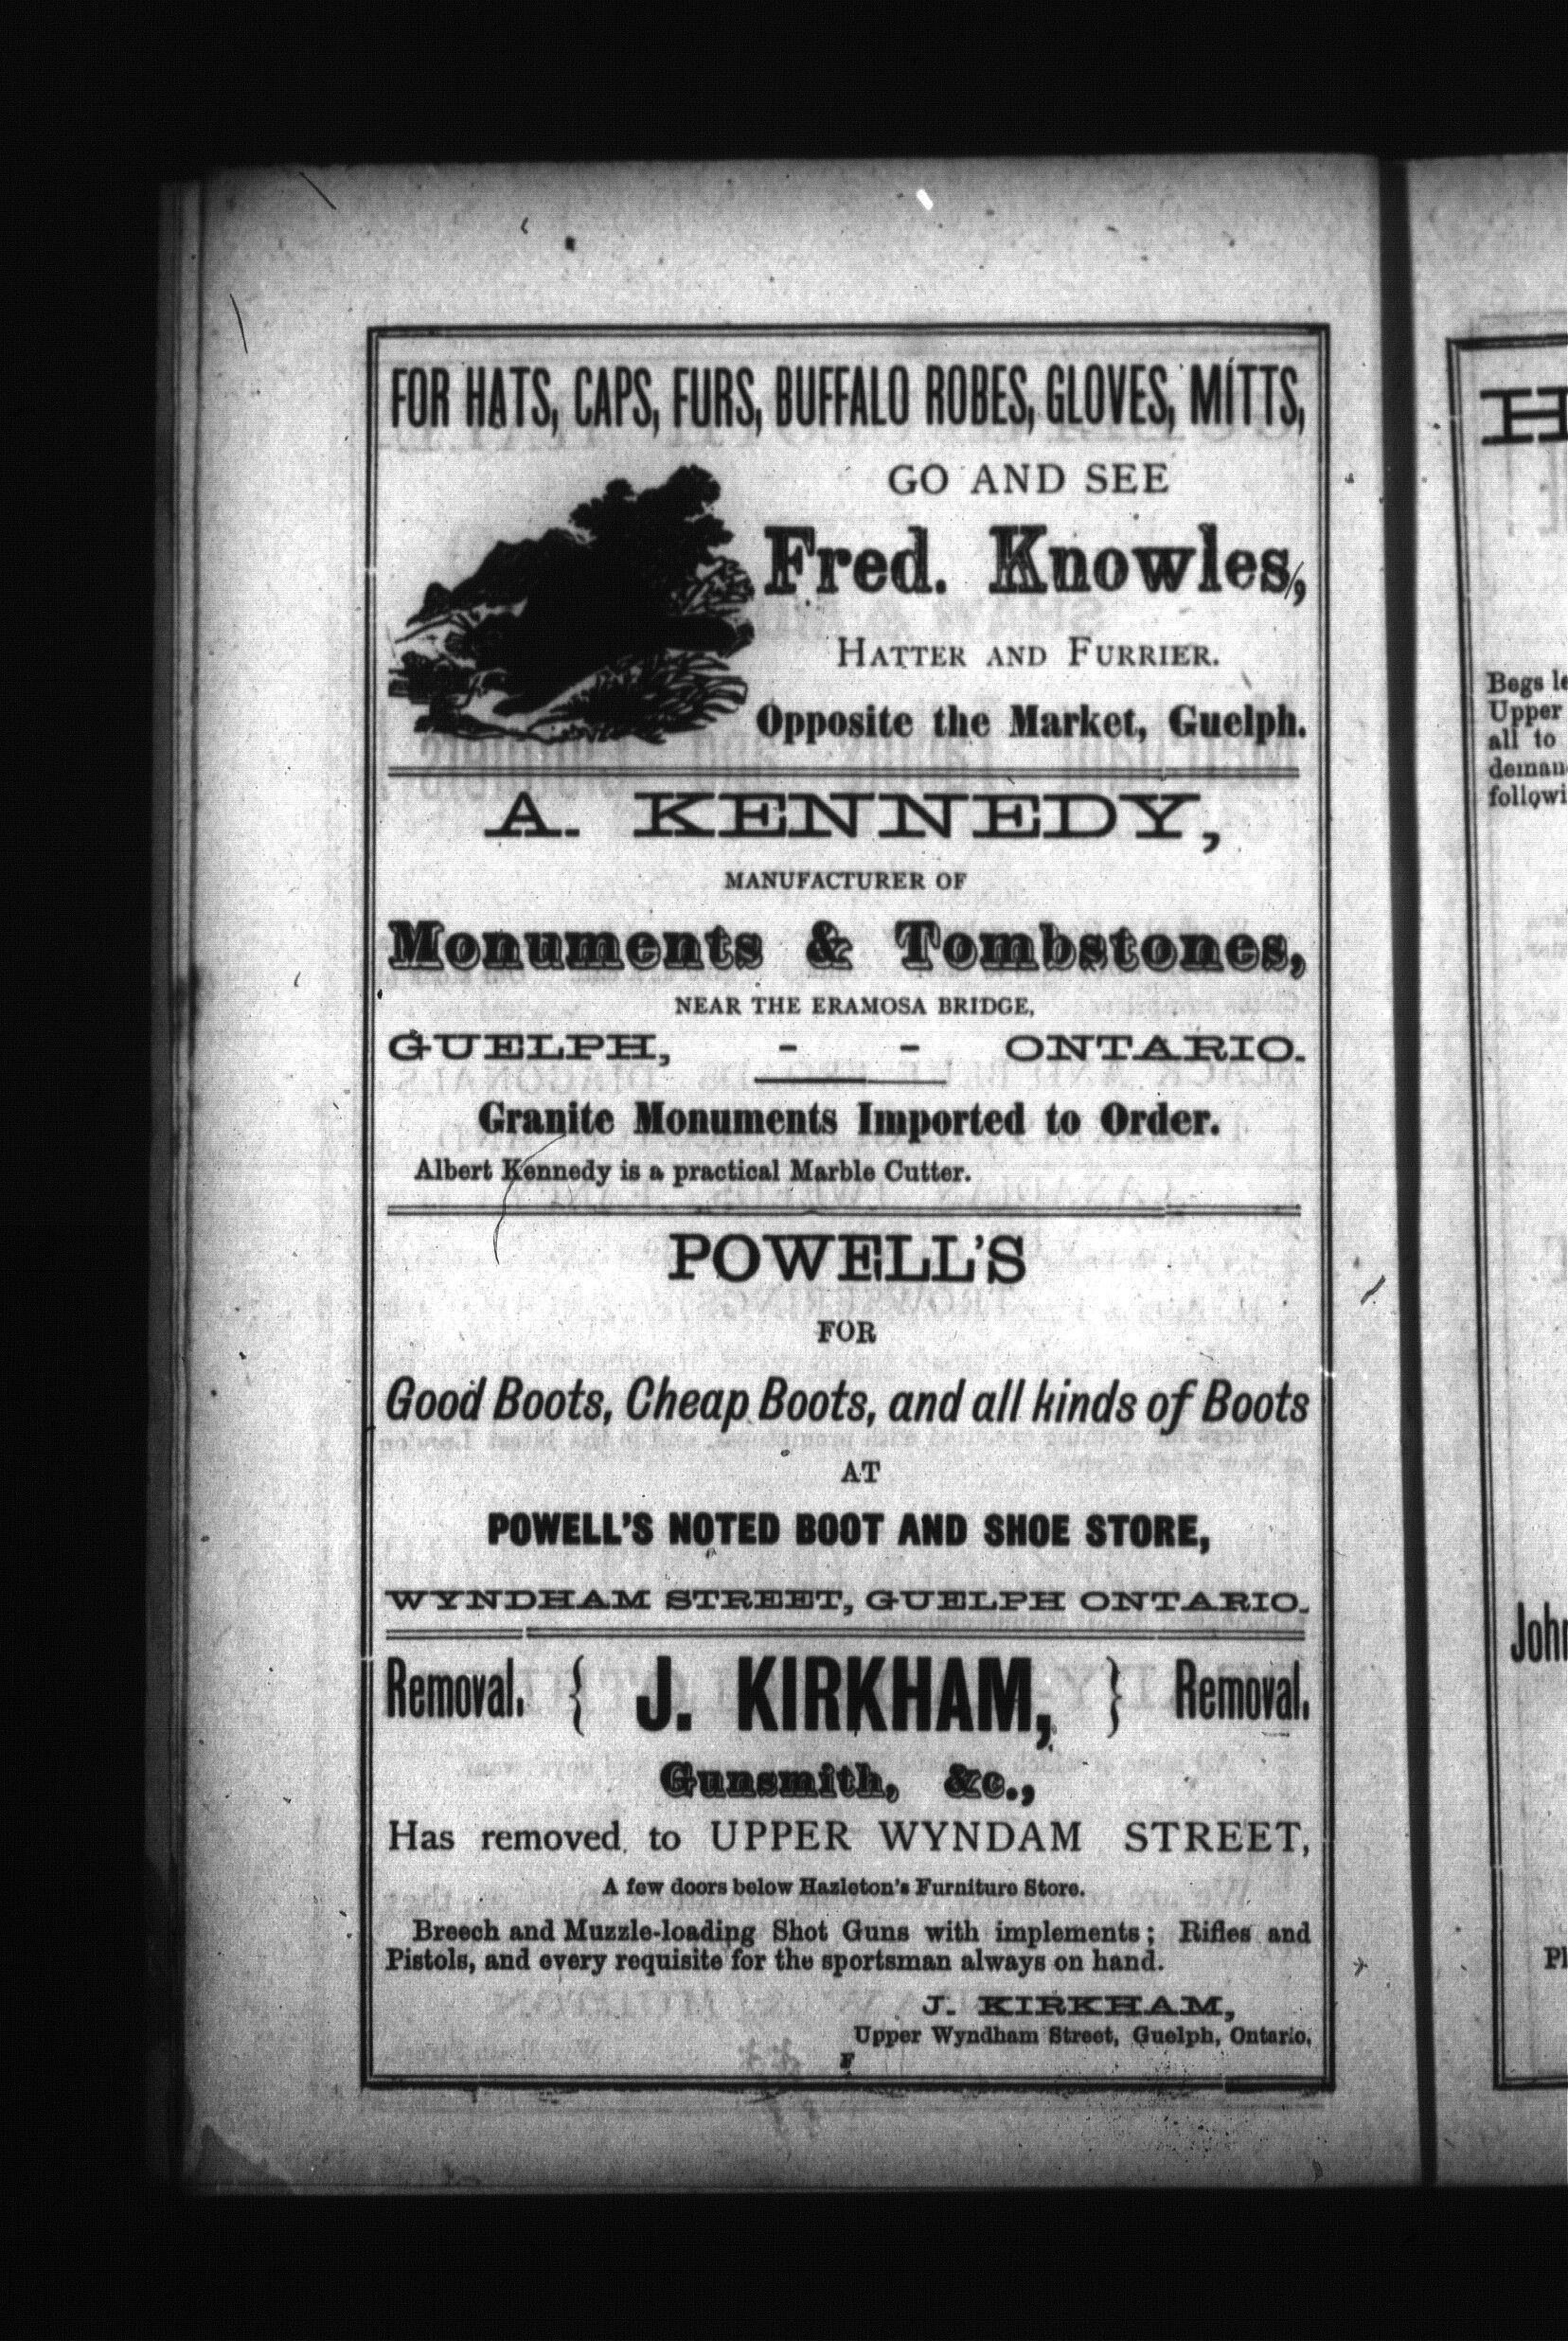 FOR HATS, CAPS, FURS, BUFFALO ROBES, GLOVES, MITTS,
GO AND SEE
Fred. Knowles,
HATTER AND FURRIER.
Opposite the Market, Guelph.
A. KENNEDY,
MANUFACTURER OF
Monuments & Tombstones,
NEAR THE ERAMOSA BRIDGE,
GUELPH, - - ONTARIO.
Granite Monuments Imported to Order.
Albert Kennedy is a practical Marble Cutter.
POWELL'S
FOR
Good Boots, Cheap Boots, and all kinds of Boots
AT
POWELL'S NOTED BOOT AND SHOE STORE,
WYNDHAM STREET, GUELPH ONTARIO.
Removal. { J. KIRKHAM, } Removal.
Gunsmith, &c.,
Has removed to UPPER WYNDAM STREET,
A few doors below Hazleton's Furniture Store.
Breech and Muzzle-loading Shot Guns with implements; Rifles and
Pistols, and every requisite for the sportsman always on hand.
J. KIRKHAM,
Upper Wyndham Street, Guelph, Ontario.
F
H
Begs
Upper
all to
John